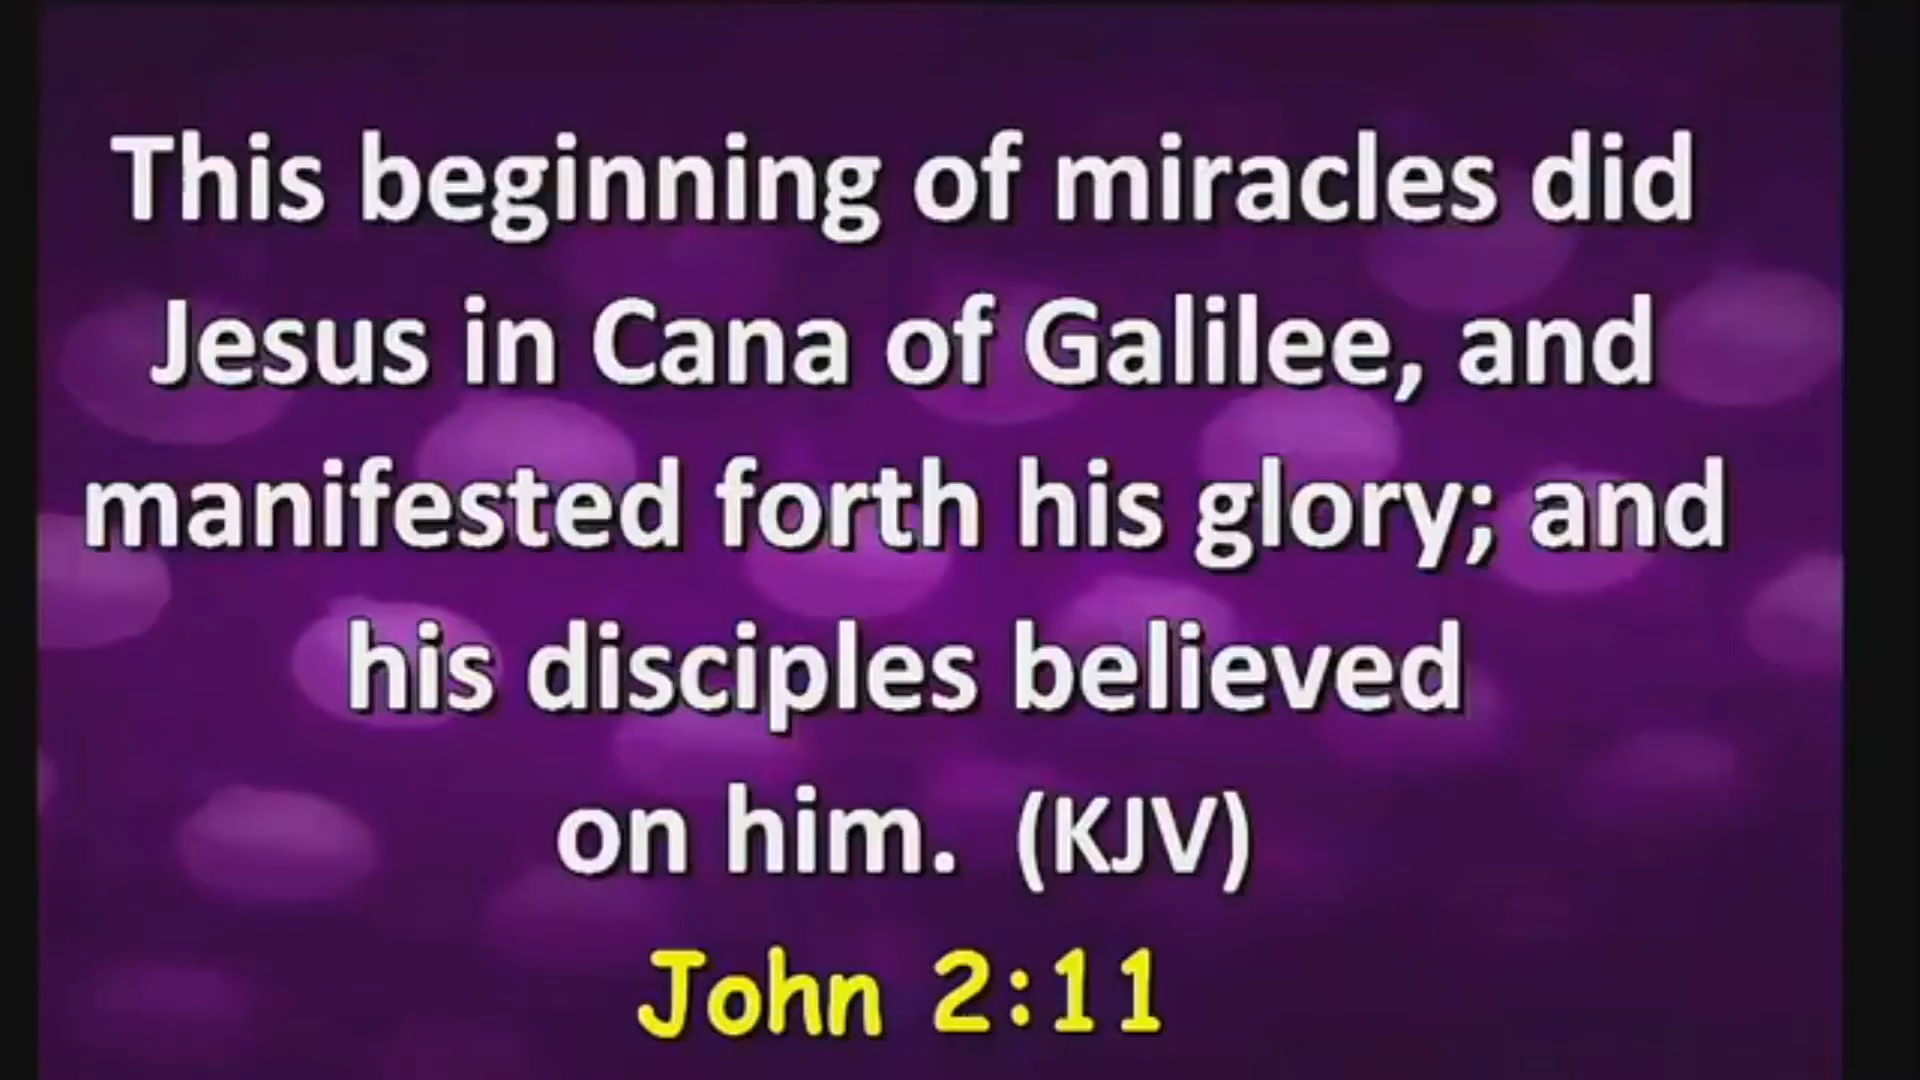 This beginning of miracles did
Jesus in Cana of Galilee, and
manifested forth his glory; and
his disciples believed
on him. (KJV)
John 2:11